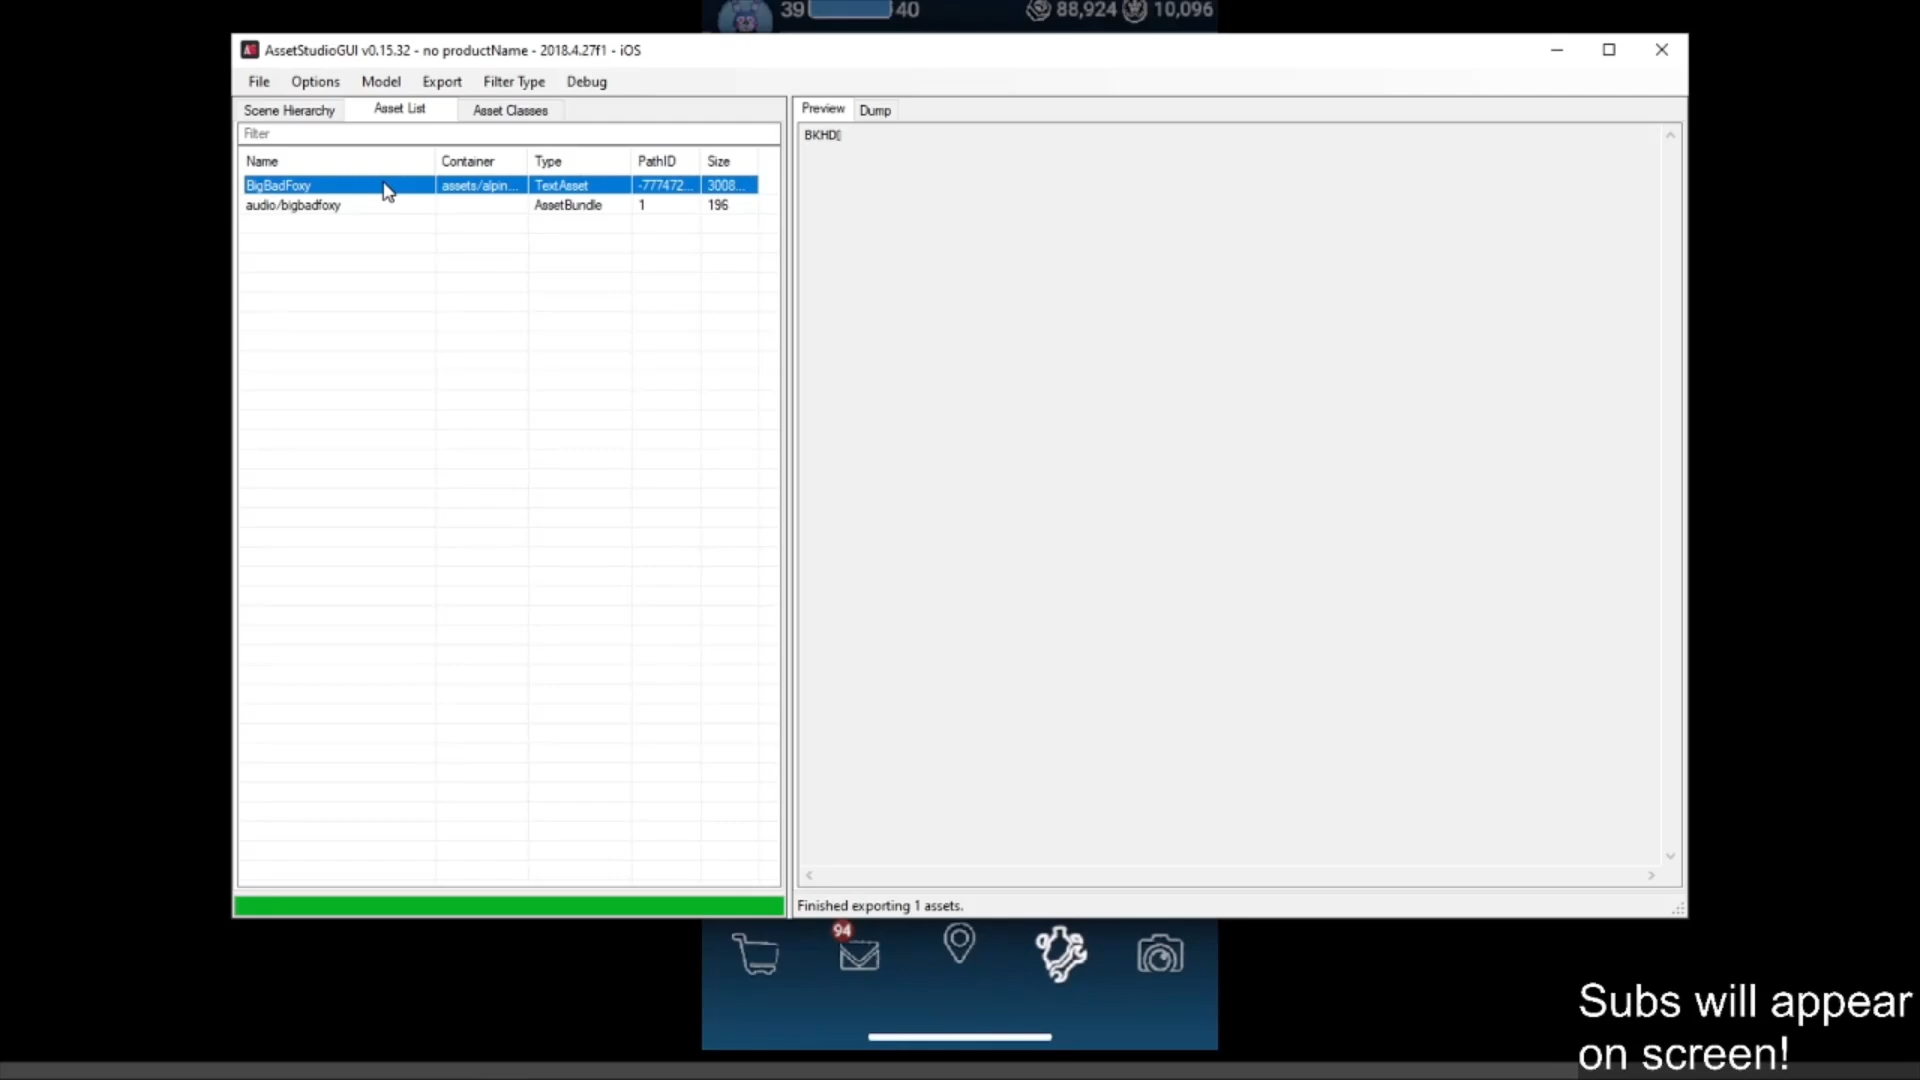 39 40 88,924 10,096
AssetStudioGUI v0.15.32 - no productName - 2018.4.27f1 - iOS
File Options Model Export Filter Type Debug
Scene Hierarchy Asset List Asset Classes
Preview Dump
Filter
BKHD
Name Container Type PathID Size
BigBadFoxy assets/alpin... TextAsset -777472... 3008...
audio/bigbadfoxy AssetBundle 1 196
Finished exporting 1 assets.
94
Subs will appear
on screen!